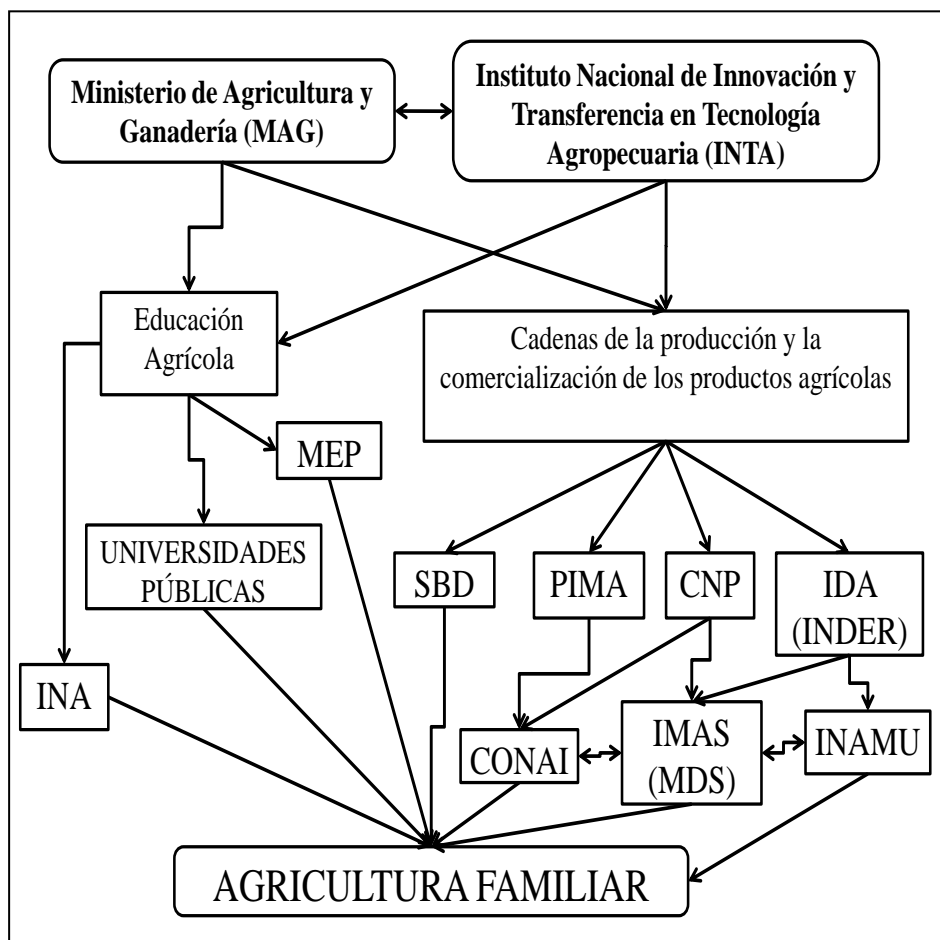 Ministerio de Agricultura y
Ganadería (MAG)
Instituto Nacional de Innovación y
Transferencia en Tecnología
Agropecuaria (INTA)
Educación
Agrícola
Cadenas de la producción y la
comercialización de los productos agrícolas
MEP
UNIVERSIDADES
PÚBLICAS
SBD
PIMA
CNP
IDA
(INDER)
INA
CONAI
IMAS
(MDS)
INAMU
AGRICULTURA FAMILIAR